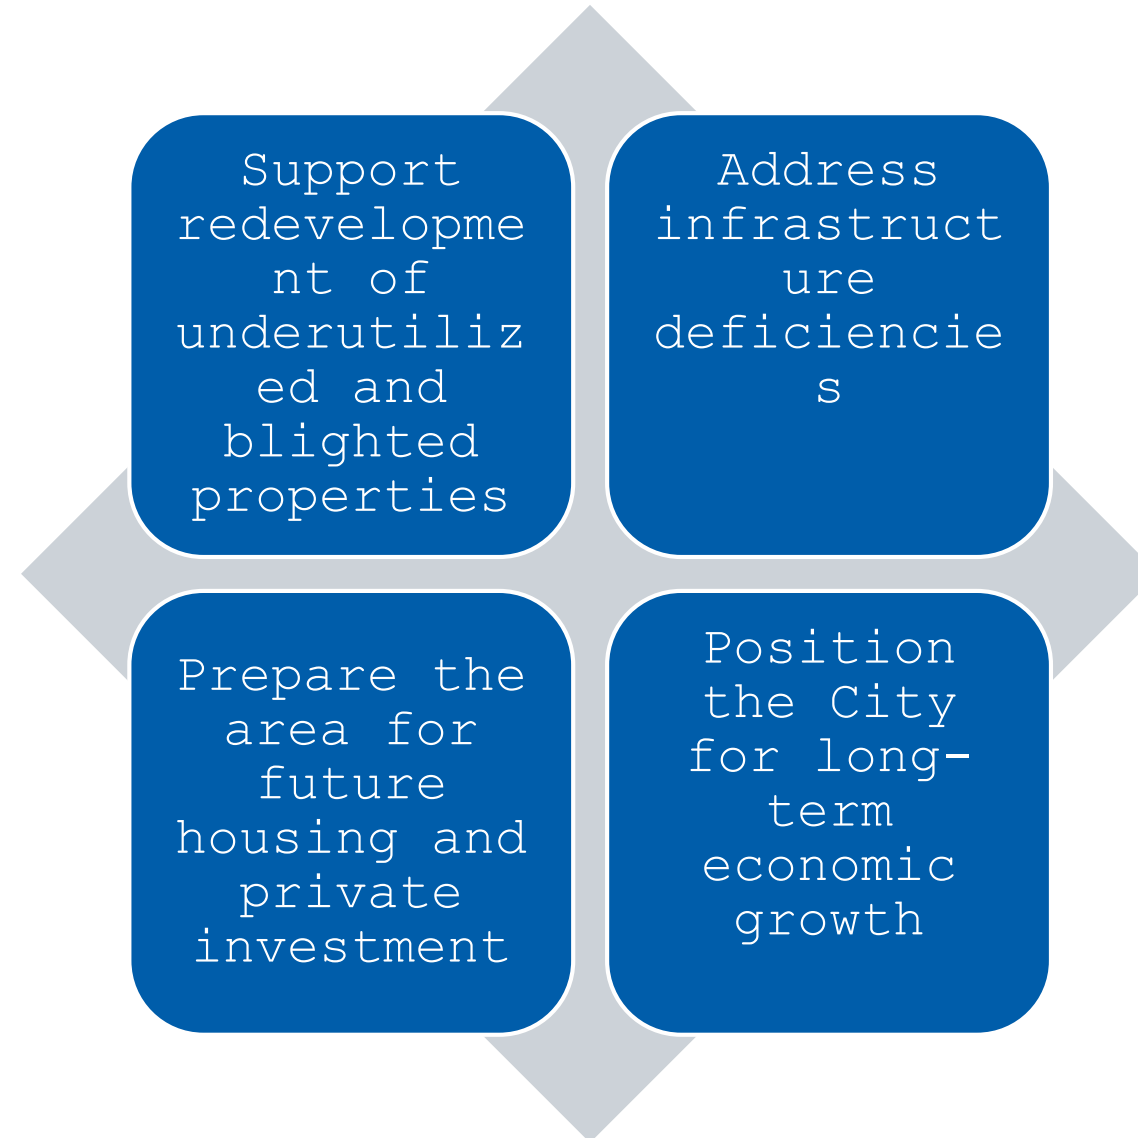 Support
redevelopme
nt of
underutiliz
ed and
blighted
properties
Address
infrastruct
ure
deficiencie
s
Prepare the
area for
future
housing and
private
investment
Position
the City
for long-
term
economic
growth